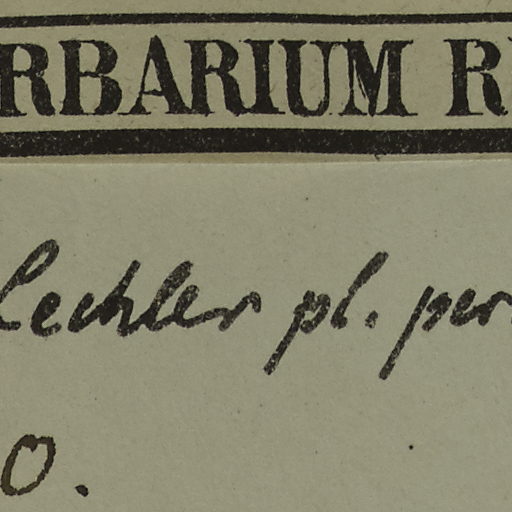 RBARIUM R
Lechler pl. per
o.